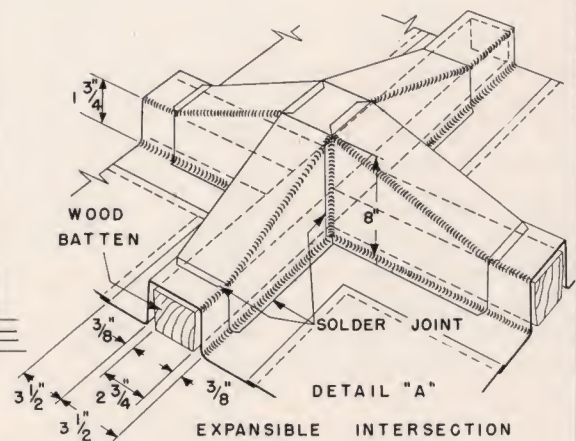 1 3/4"
WOOD
BATTEN
8"
SOLDER JOINT
3/8"
3/8"
2 3/4"
3 1/2"
3 1/2"
DETAIL "A"
EXPANSIBLE INTERSECTION